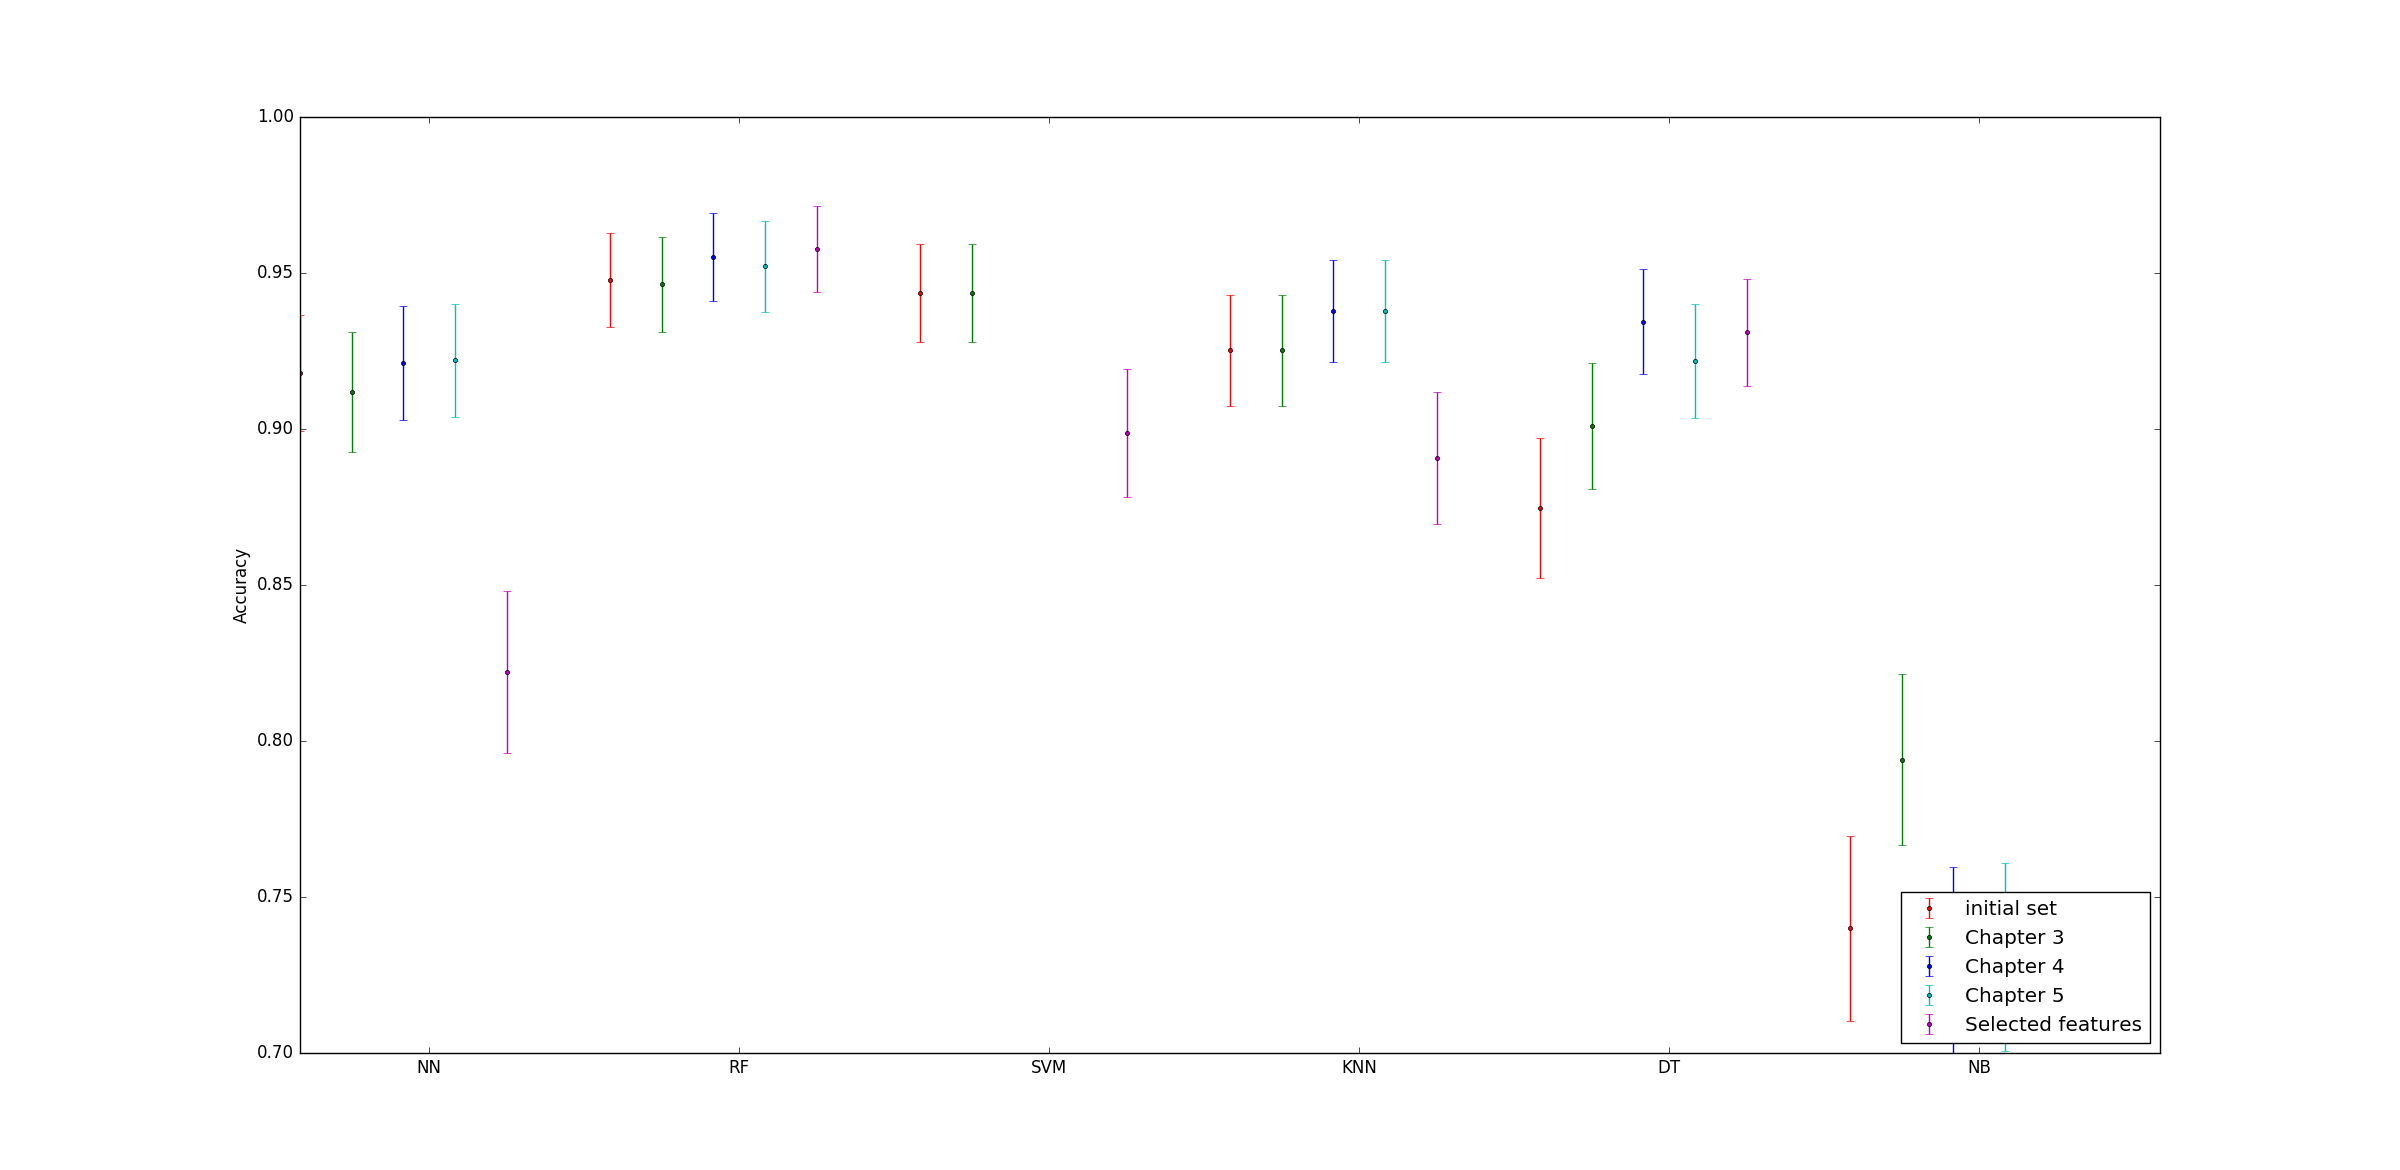 1.00
0.95
0.90
0.85
0.80
0.75
0.70
Accuracy
NN
RF
SVM
KNN
DT
NB
initial set
Chapter 3
Chapter 4
Chapter 5
Selected features